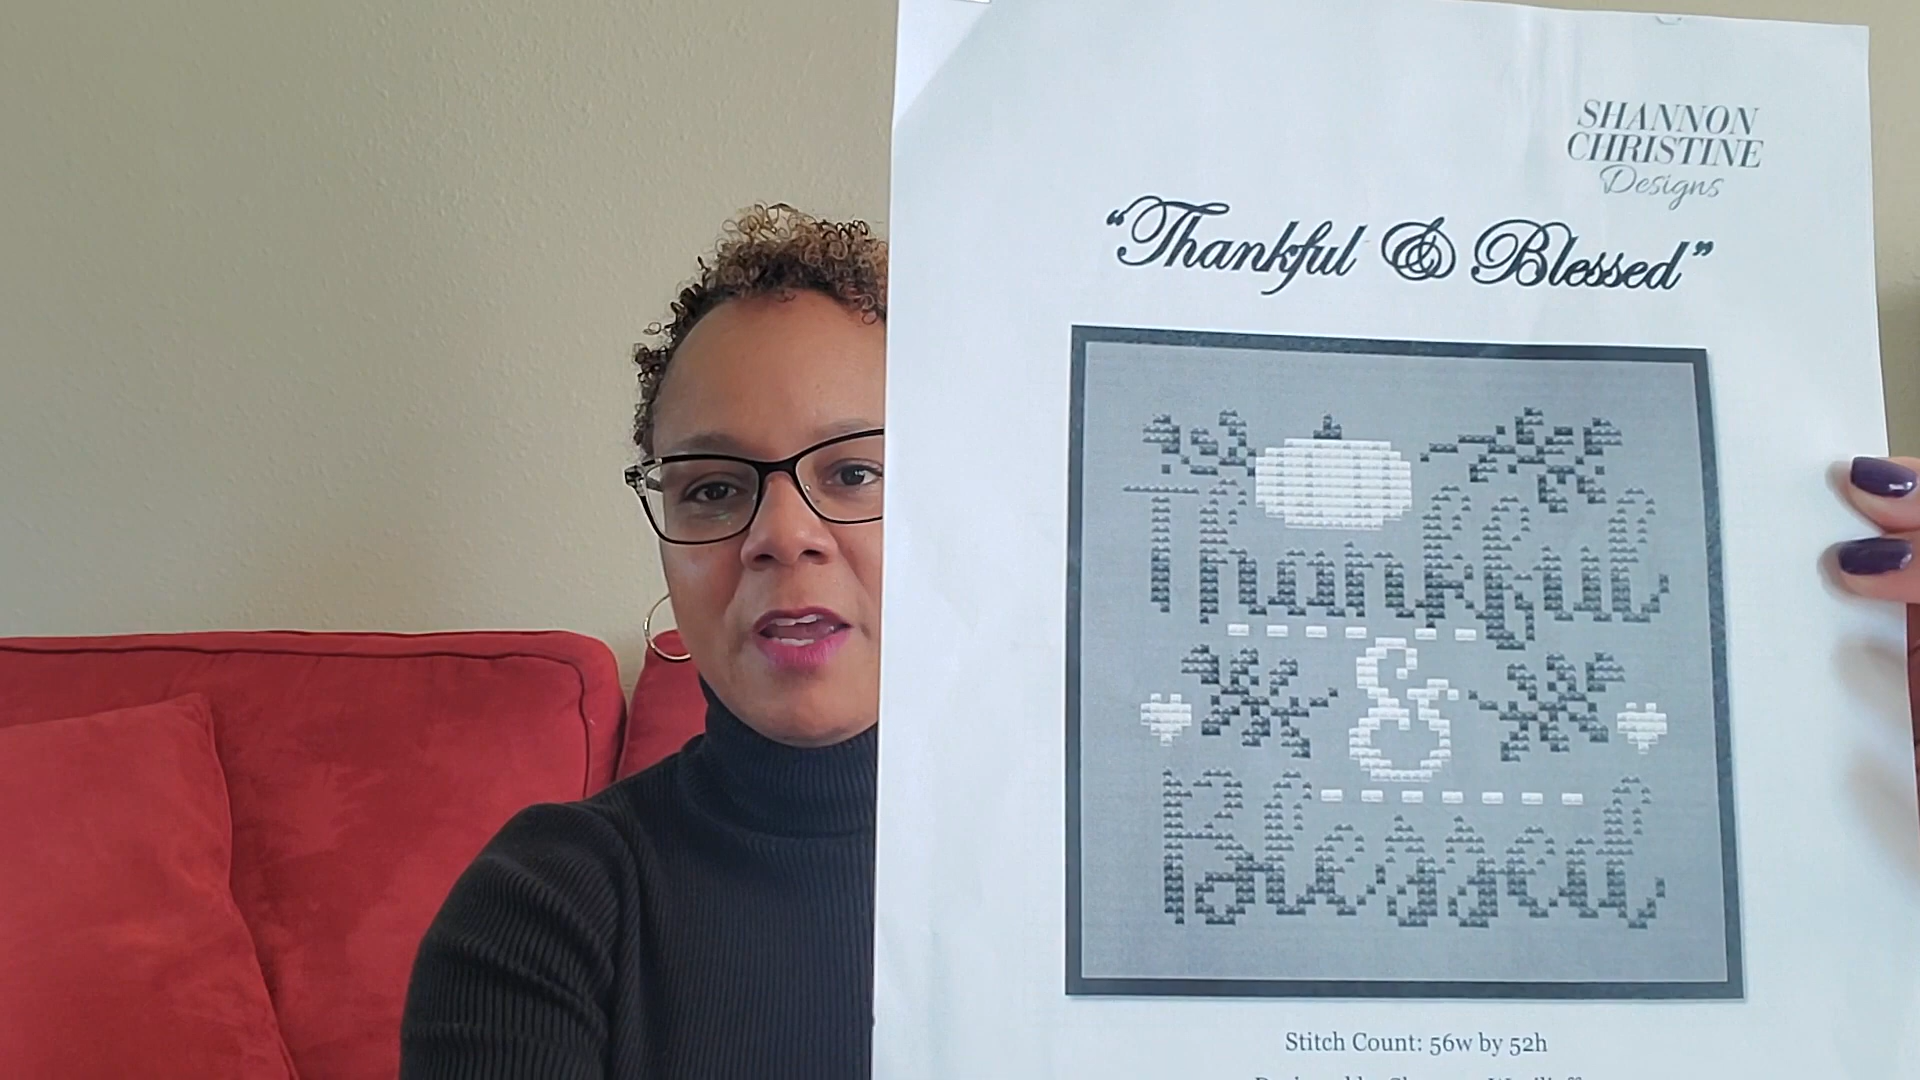 SHANNON
CHRISTINE
Designs
“Thankful & Blessed”
Thankful
&
Blessed
Stitch Count: 56w by 52h